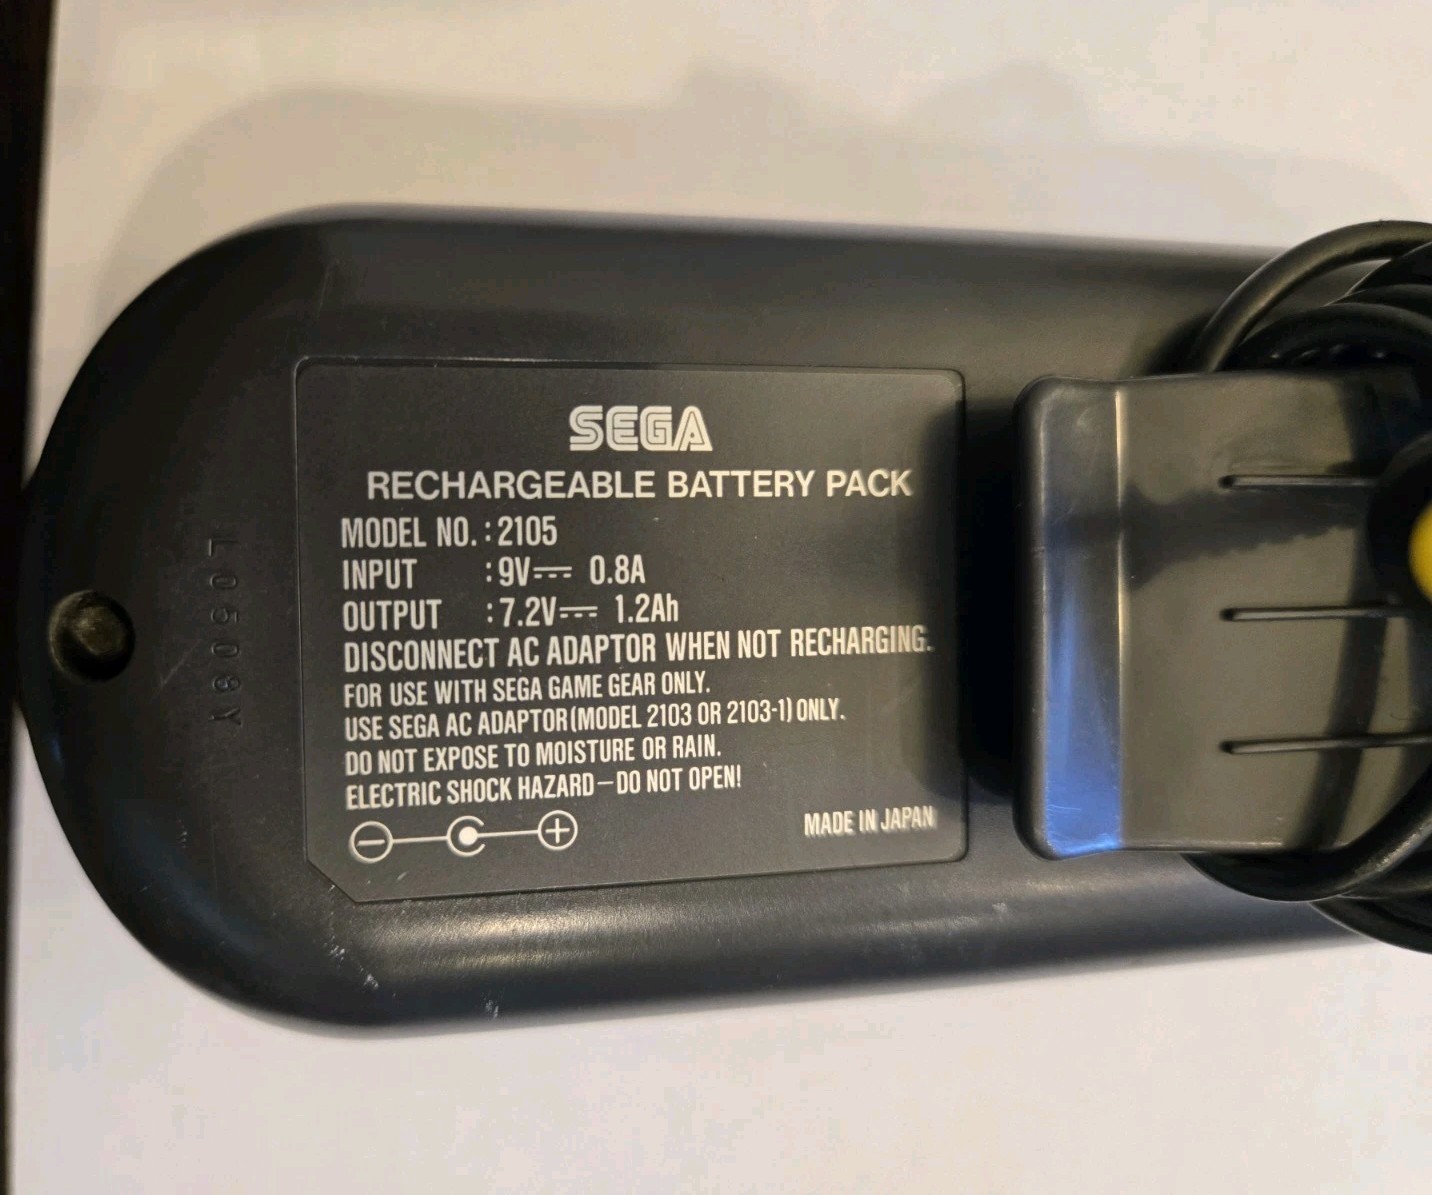 SEGA
RECHARGEABLE BATTERY PACK
MODEL NO.: 2105
INPUT : 9V⎓ 0.8A
OUTPUT : 7.2V⎓ 1.2Ah
DISCONNECT AC ADAPTOR WHEN NOT RECHARGING.
FOR USE WITH SEGA GAME GEAR ONLY.
USE SEGA AC ADAPTOR (MODEL 2103 OR 2103-1) ONLY.
DO NOT EXPOSE TO MOISTURE OR RAIN.
ELECTRIC SHOCK HAZARD—DO NOT OPEN!
MADE IN JAPAN